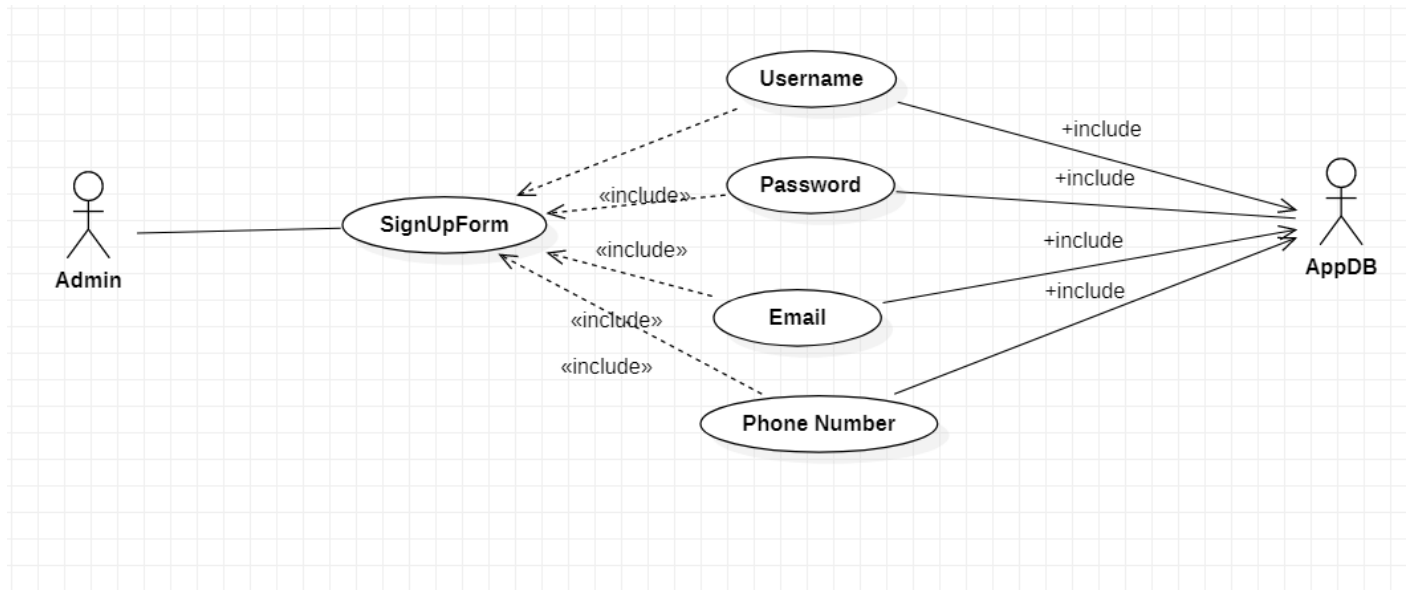 Username
+include
Password
+include
«include»
SignUpForm
Admin
«include»
+include
AppDB
Email
+include
«include»
«include»
Phone Number